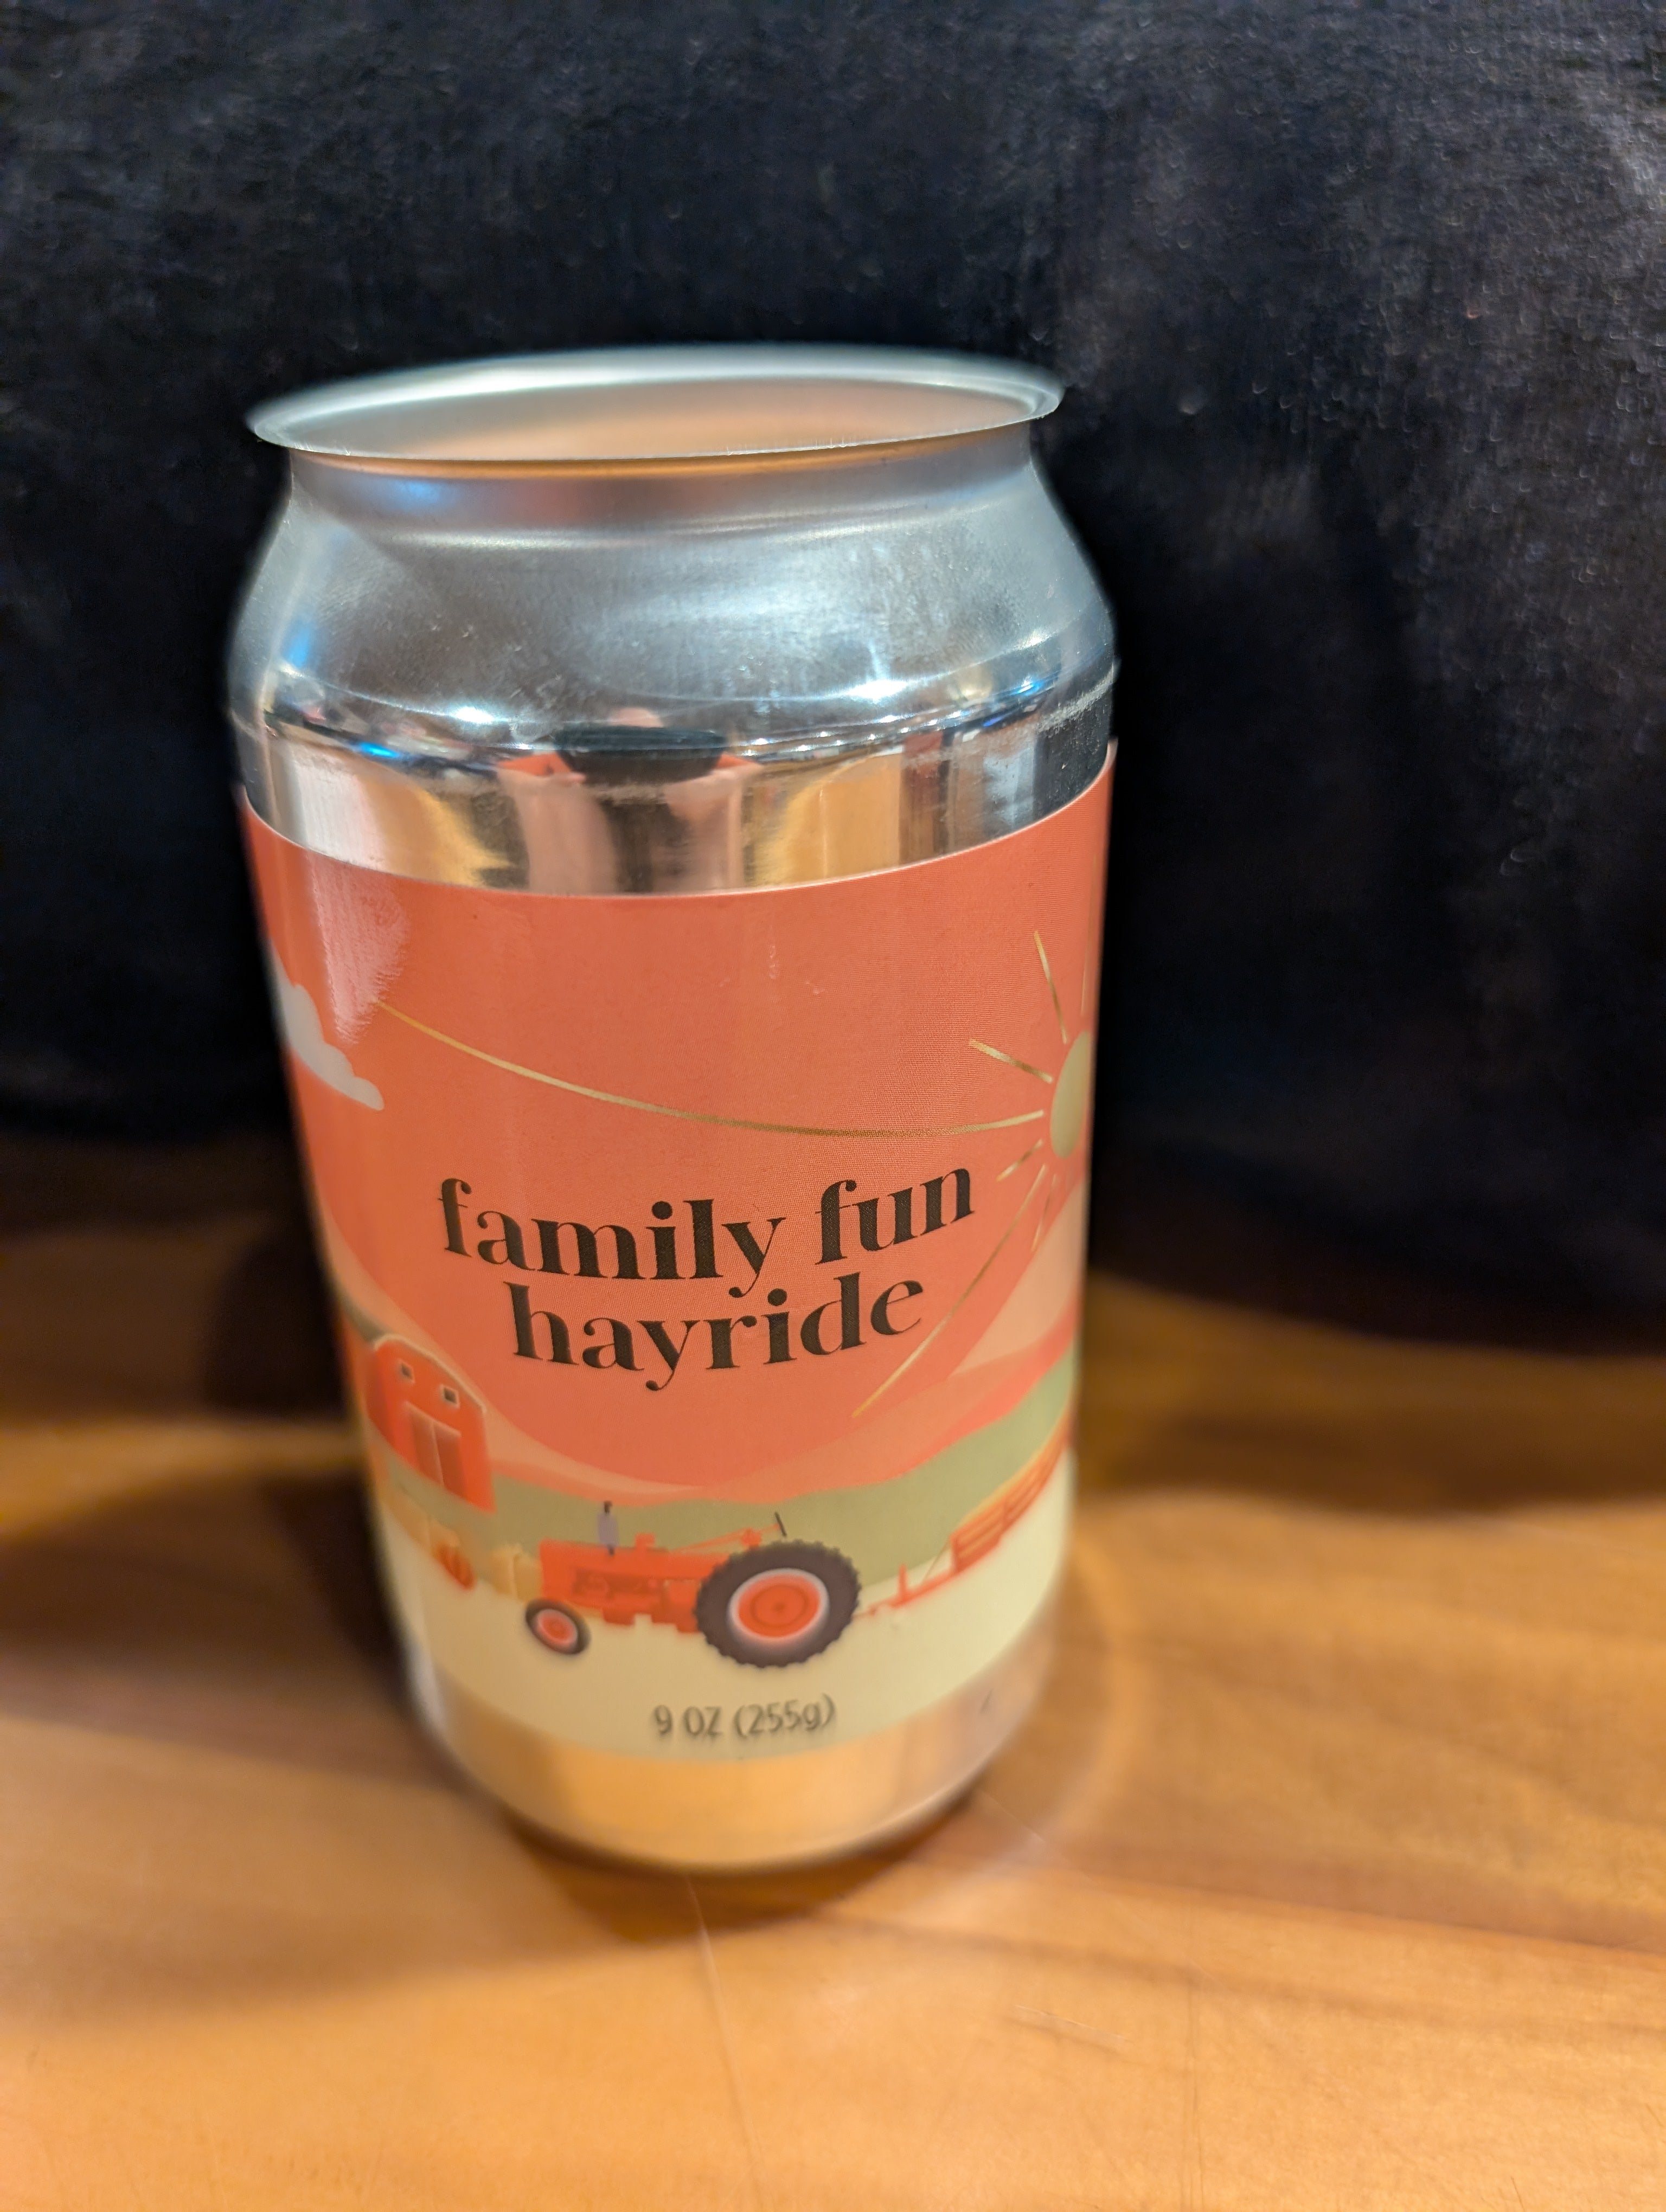 family fun
hayride
9 OZ (255g)